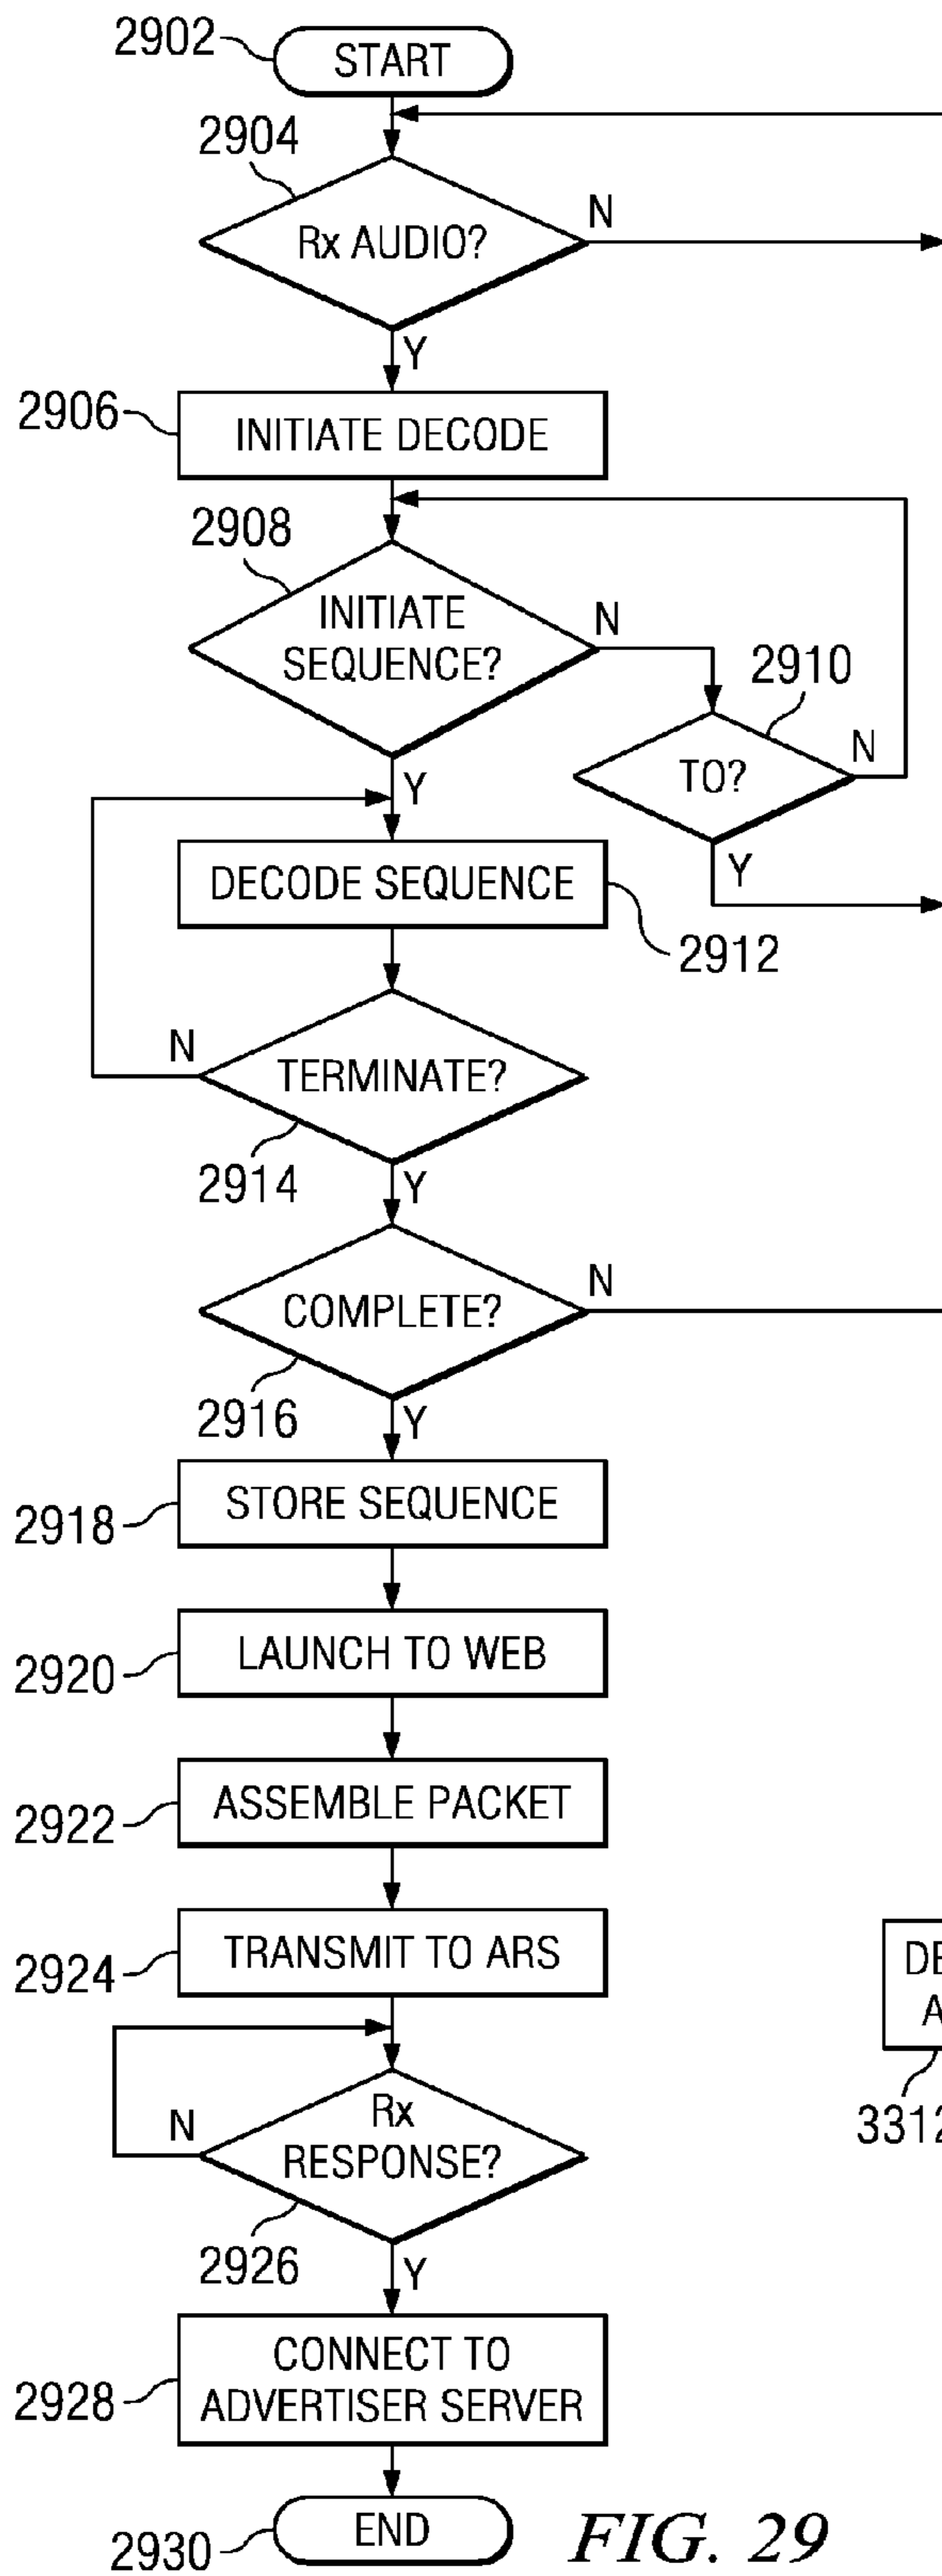 2902
START
2904
Rx AUDIO?
N
Y
2906
INITIATE DECODE
2908
INITIATE
SEQUENCE?
N
2910
TO?
N
Y
Y
DECODE SEQUENCE
2912
TERMINATE?
N
2914
Y
COMPLETE?
N
2916
Y
STORE SEQUENCE
2918
LAUNCH TO WEB
2920
ASSEMBLE PACKET
2922
TRANSMIT TO ARS
2924
Rx
RESPONSE?
N
2926
Y
CONNECT TO
ADVERTISER SERVER
2928
END
2930
FIG. 29
3312